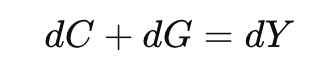 dC + dG = dY